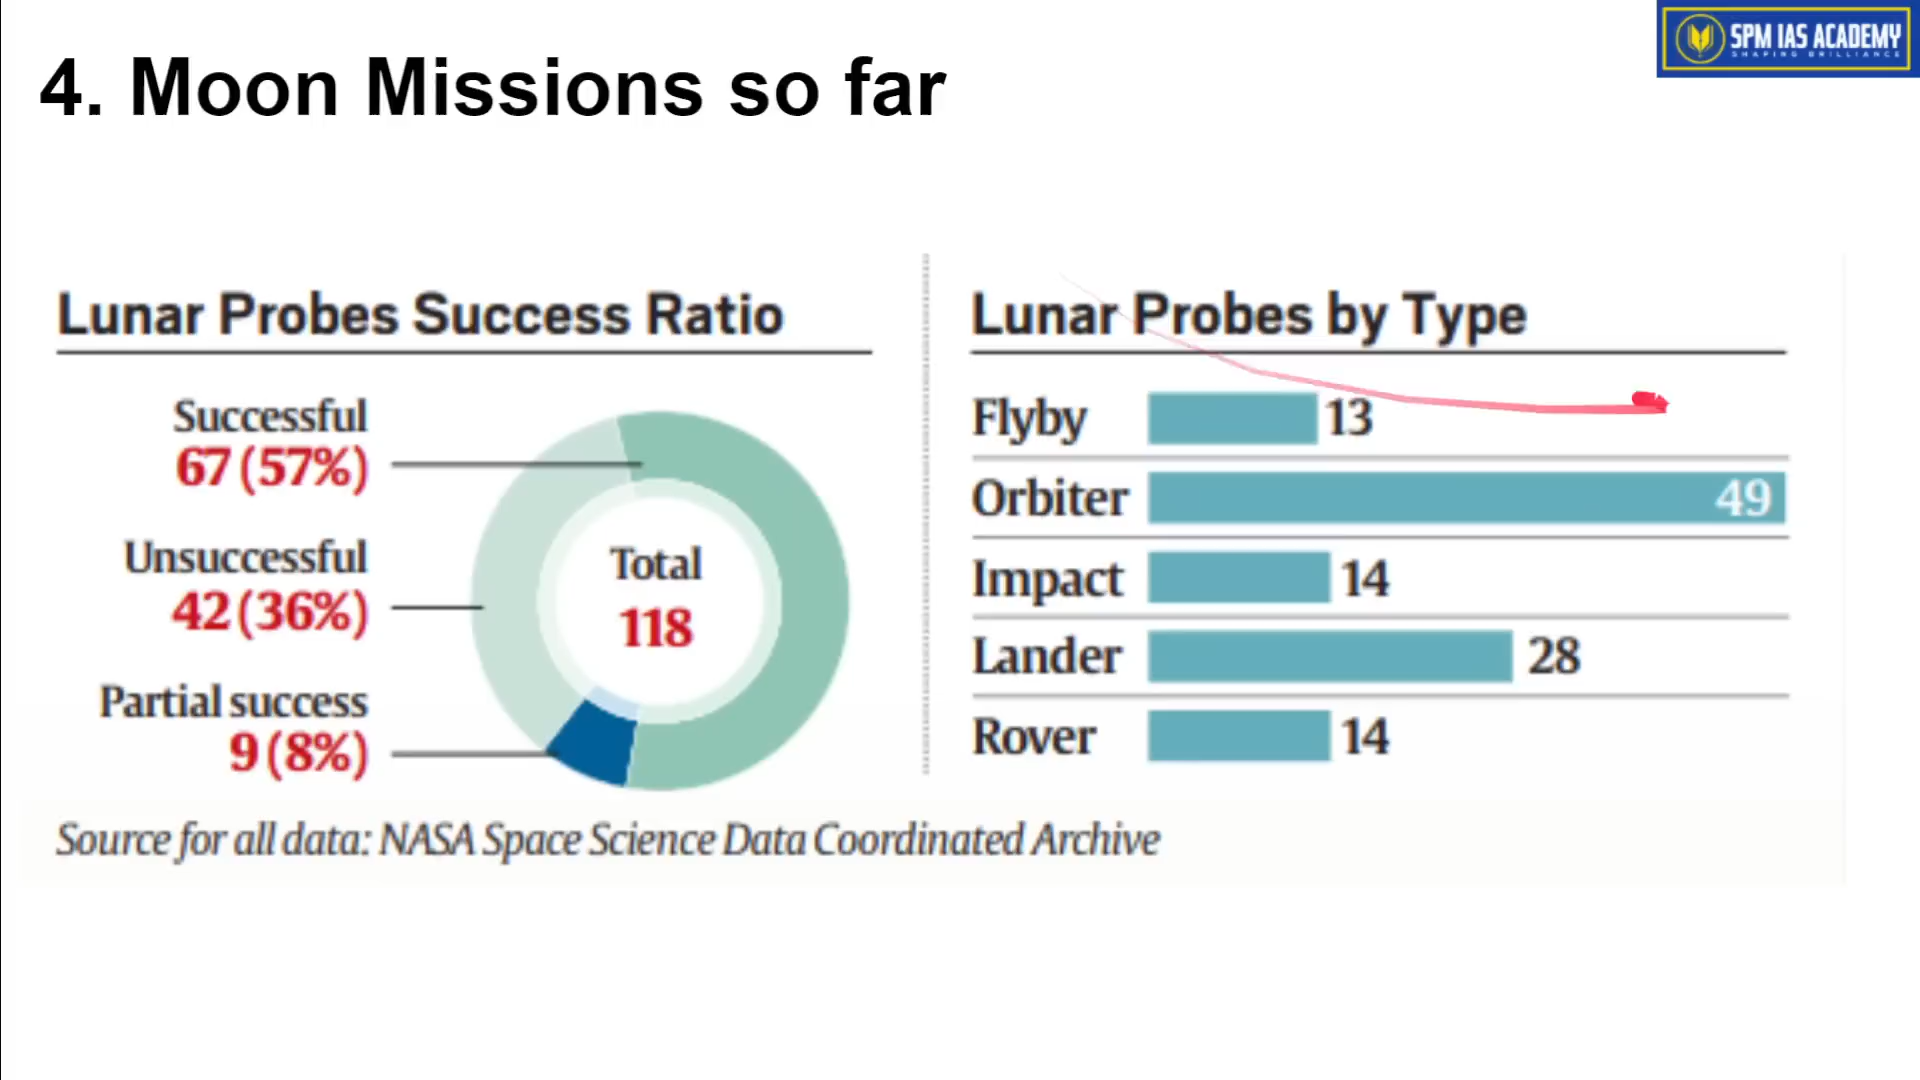 SPM IAS ACADEMY
SHAPING BRILLIANCE
4. Moon Missions so far
Lunar Probes Success Ratio
Successful
67 (57%)
Unsuccessful
42 (36%)
Partial success
9 (8%)
Total
118
Lunar Probes by Type
Flyby 13
Orbiter 49
Impact 14
Lander 28
Rover 14
Source for all data: NASA Space Science Data Coordinated Archive